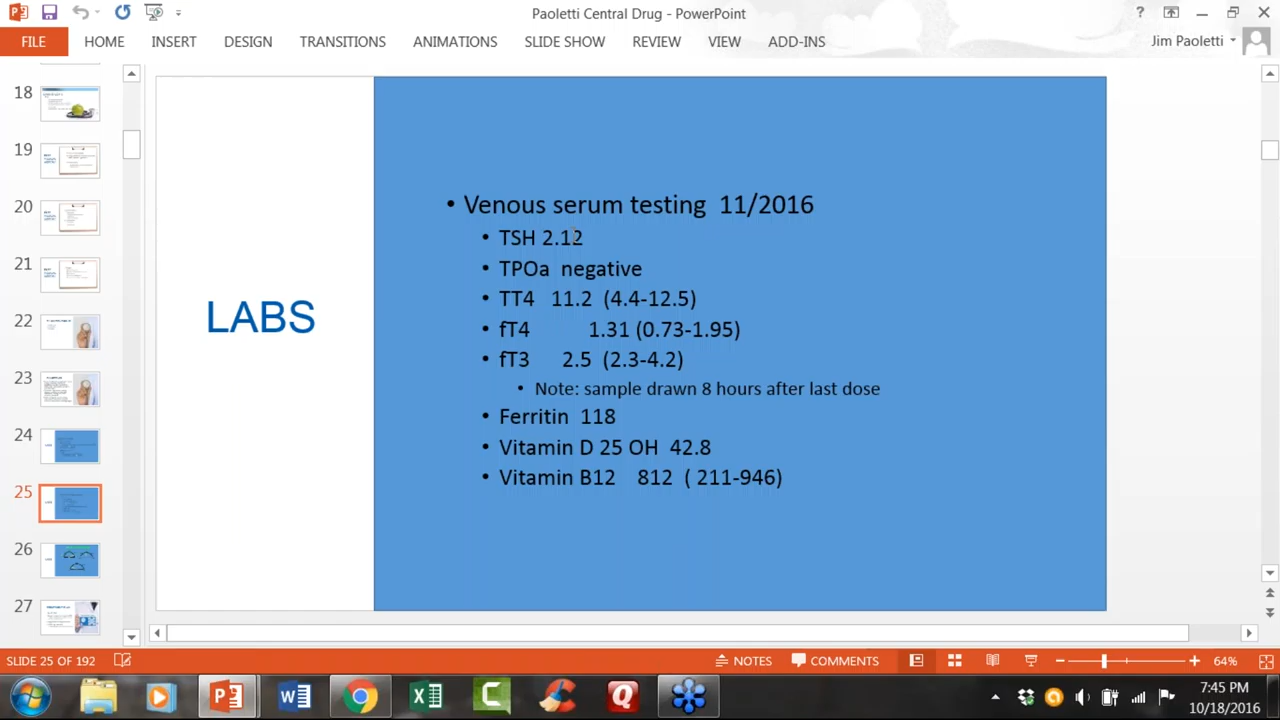 Paoletti Central Drug - PowerPoint
FILE HOME INSERT DESIGN TRANSITIONS ANIMATIONS SLIDE SHOW REVIEW VIEW ADD-INS Jim Paoletti
18
19
20
21
22
23
24
25
26
27
LABS
• Venous serum testing 11/2016
• TSH 2.12
• TPOa negative
• TT4 11.2 (4.4-12.5)
• fT4 1.31 (0.73-1.95)
• fT3 2.5 (2.3-4.2)
• Note: sample drawn 8 hours after last dose
• Ferritin 118
• Vitamin D 25 OH 42.8
• Vitamin B12 812 ( 211-946)
SLIDE 25 OF 192 NOTES COMMENTS 64%
7:45 PM
10/18/2016